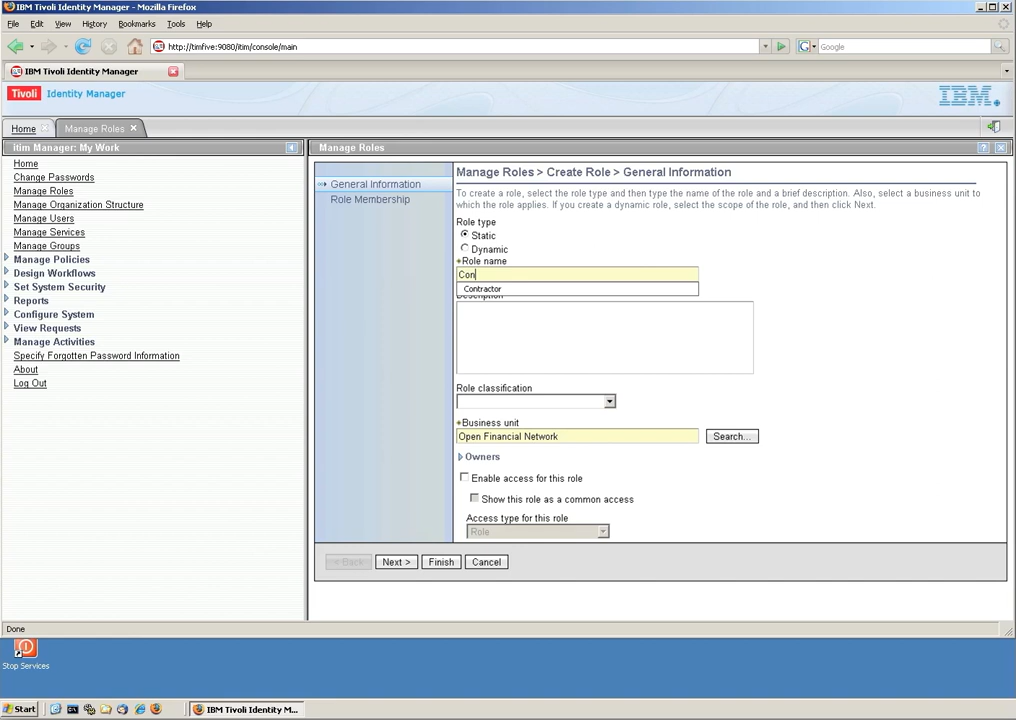 IBM Tivoli Identity Manager - Mozilla Firefox
File Edit View History Bookmarks Tools Help
http://timfive:9080/itim/console/main
Google
IBM Tivoli Identity Manager
Tivoli Identity Manager
IBM.
Home
Manage Roles
itim Manager: My Work
Home
Change Passwords
Manage Roles
Manage Organization Structure
Manage Users
Manage Services
Manage Groups
Manage Policies
Design Workflows
Set System Security
Reports
Configure System
View Requests
Manage Activities
Specify Forgotten Password Information
About
Log Out
Manage Roles
?
General Information
Role Membership
Manage Roles > Create Role > General Information
To create a role, select the role type and then type the name of the role and a brief description. Also, select a business unit to
which the role applies. If you create a dynamic role, select the scope of the role, and then click Next.
Role type
Static
Dynamic
*Role name
Con
Contractor
Description
Role classification
*Business unit
Open Financial Network
Search...
Owners
Enable access for this role
Show this role as a common access
Access type for this role
Role
< Back
Next >
Finish
Cancel
Done
Stop Services
Start
IBM Tivoli Identity M...